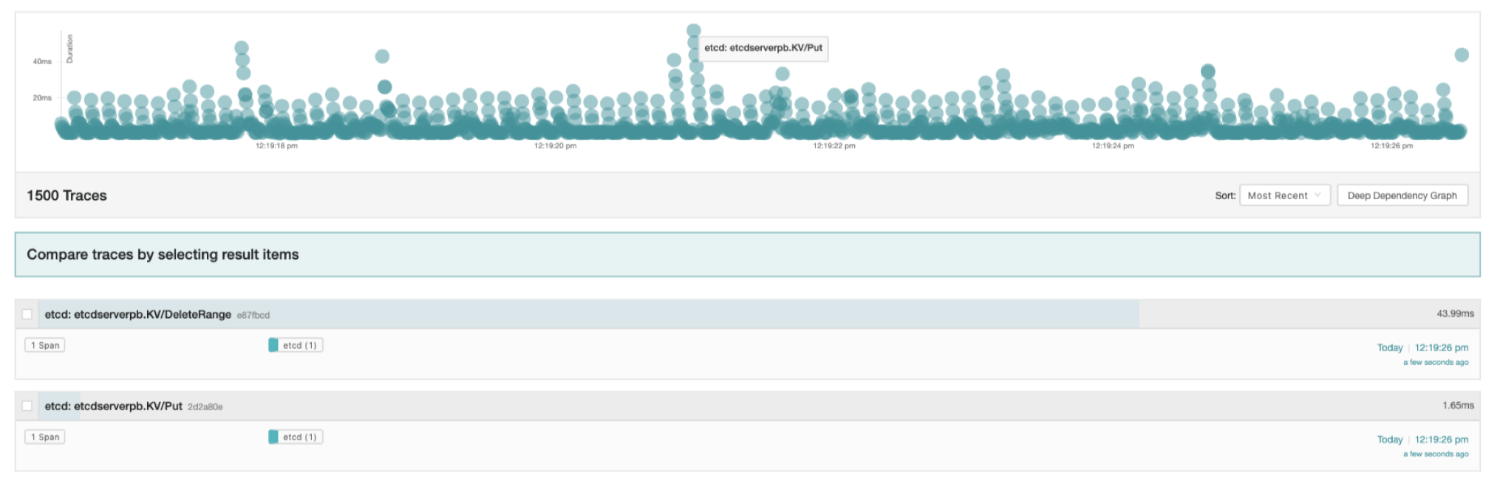 Duration
40ms
20ms
etcd: etcdserverpb.KV/Put
12:19:18 pm 12:19:20 pm 12:19:22 pm 12:19:24 pm 12:19:26 pm
1500 Traces Sort: Most Recent Deep Dependency Graph
Compare traces by selecting result items
etcd: etcdserverpb.KV/DeleteRange e87fbcd 43.99ms
1 Span etcd (1) Today | 12:19:26 pm
a few seconds ago
etcd: etcdserverpb.KV/Put 2d2a80e 1.65ms
1 Span etcd (1) Today | 12:19:26 pm
a few seconds ago